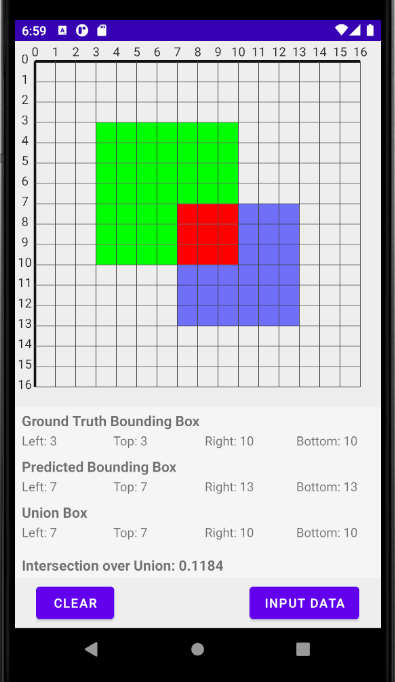 6:59
0 1 2 3 4 5 6 7 8 9 10 11 12 13 14 15 16
0
1
2
3
4
5
6
7
8
9
10
11
12
13
14
15
16
Ground Truth Bounding Box
Left: 3 Top: 3 Right: 10 Bottom: 10
Predicted Bounding Box
Left: 7 Top: 7 Right: 13 Bottom: 13
Union Box
Left: 7 Top: 7 Right: 10 Bottom: 10
Intersection over Union: 0.1184
CLEAR INPUT DATA